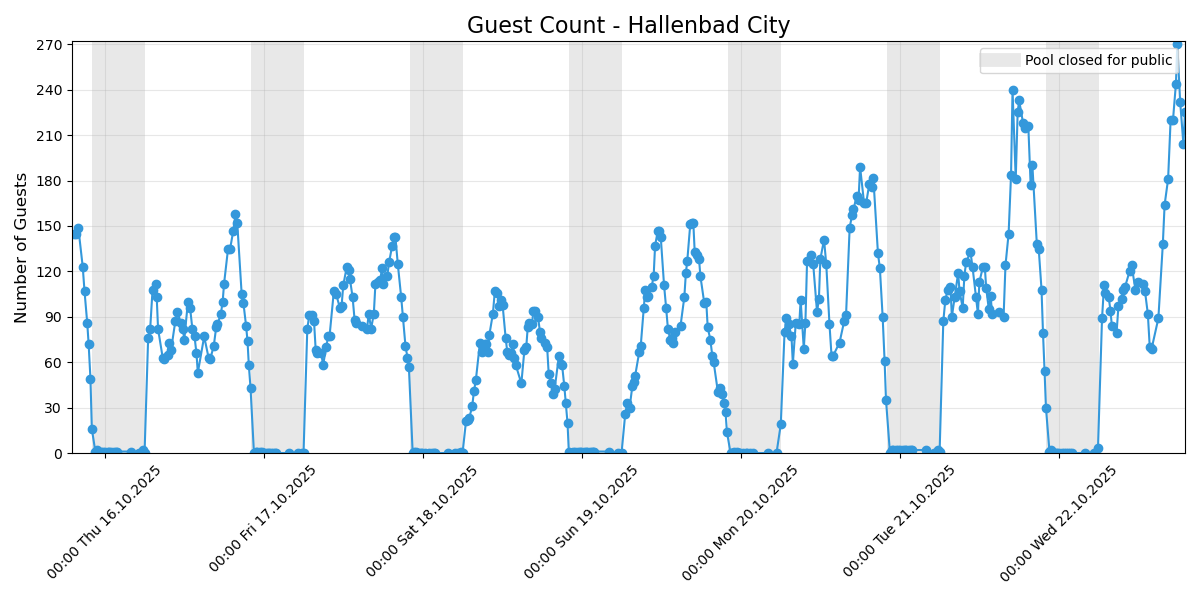 Guest Count - Hallenbad City
Pool closed for public
Number of Guests
270
240
210
180
150
120
90
60
30
0
00:00 Thu 16.10.2025
00:00 Fri 17.10.2025
00:00 Sat 18.10.2025
00:00 Sun 19.10.2025
00:00 Mon 20.10.2025
00:00 Tue 21.10.2025
00:00 Wed 22.10.2025